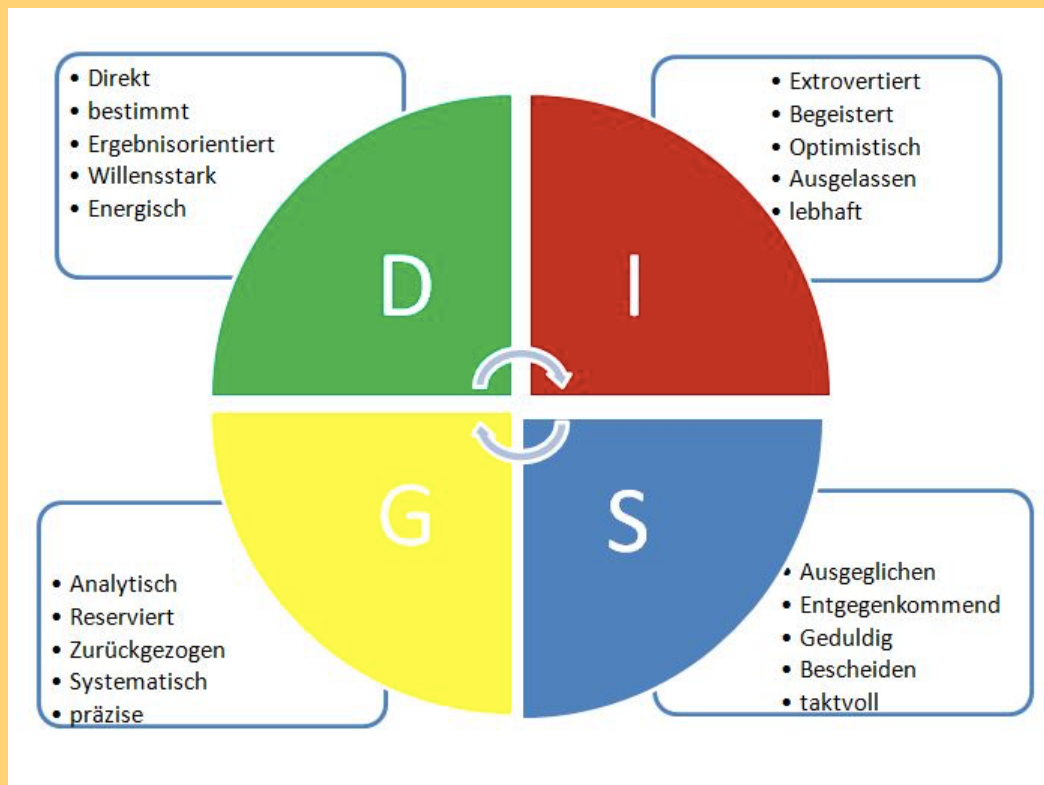 • Direkt
• bestimmt
• Ergebnisorientiert
• Willensstark
• Energisch
• Extrovertiert
• Begeistert
• Optimistisch
• Ausgelassen
• lebhaft
D
I
G
S
• Analytisch
• Reserviert
• Zurückgezogen
• Systematisch
• präzise
• Ausgeglichen
• Entgegenkommend
• Geduldig
• Bescheiden
• taktvoll